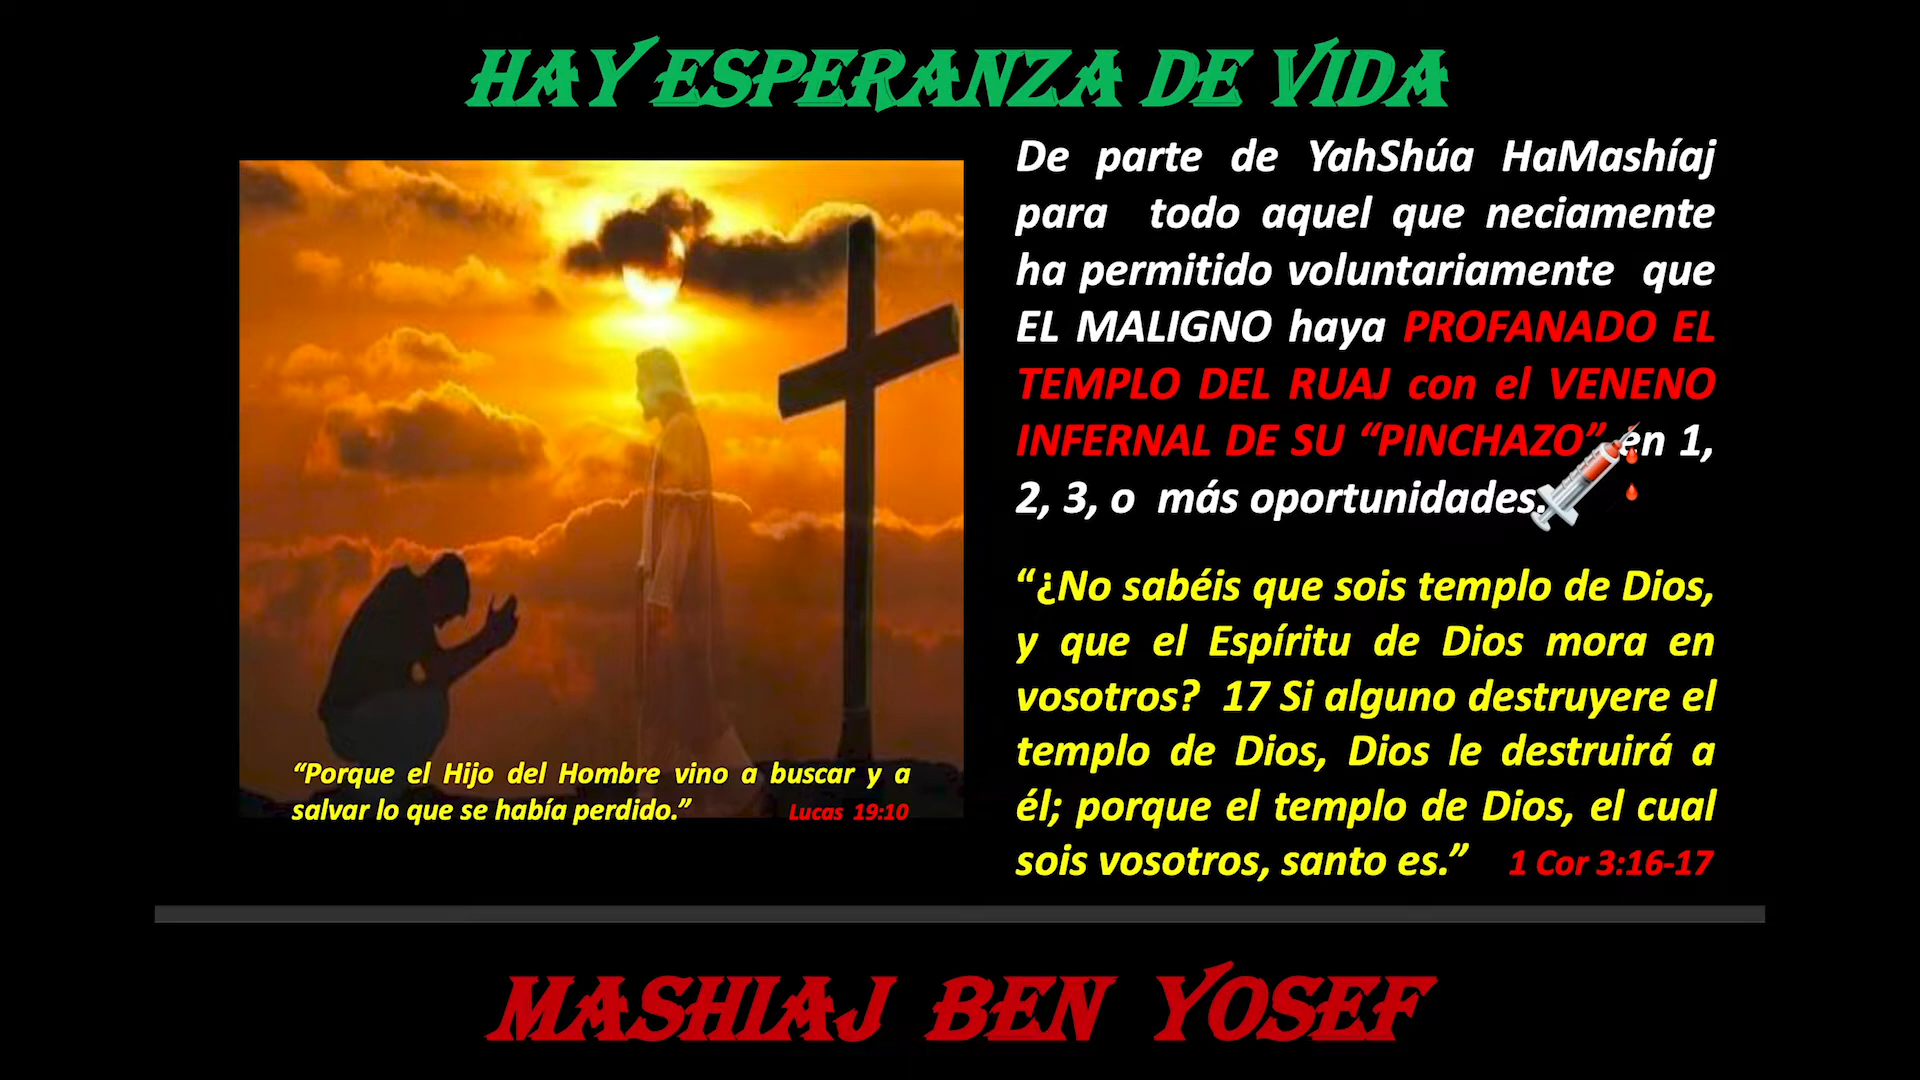 HAY ESPERANZA DE VIDA
De parte de YahShúa HaMashíaj
para todo aquel que neciamente
ha permitido voluntariamente que
EL MALIGNO haya PROFANADO EL
TEMPLO DEL RUAJ con el VENENO
INFERNAL DE SU “PINCHAZO” en 1,
2, 3, o más oportunidades.
“¿No sabéis que sois templo de Dios,
y que el Espíritu de Dios mora en
vosotros? 17 Si alguno destruyere el
templo de Dios, Dios le destruirá a
él; porque el templo de Dios, el cual
sois vosotros, santo es.” 1 Cor 3:16-17
“Porque el Hijo del Hombre vino a buscar y a
salvar lo que se había perdido.” Lucas 19:10
MASHIAJ BEN YOSEF